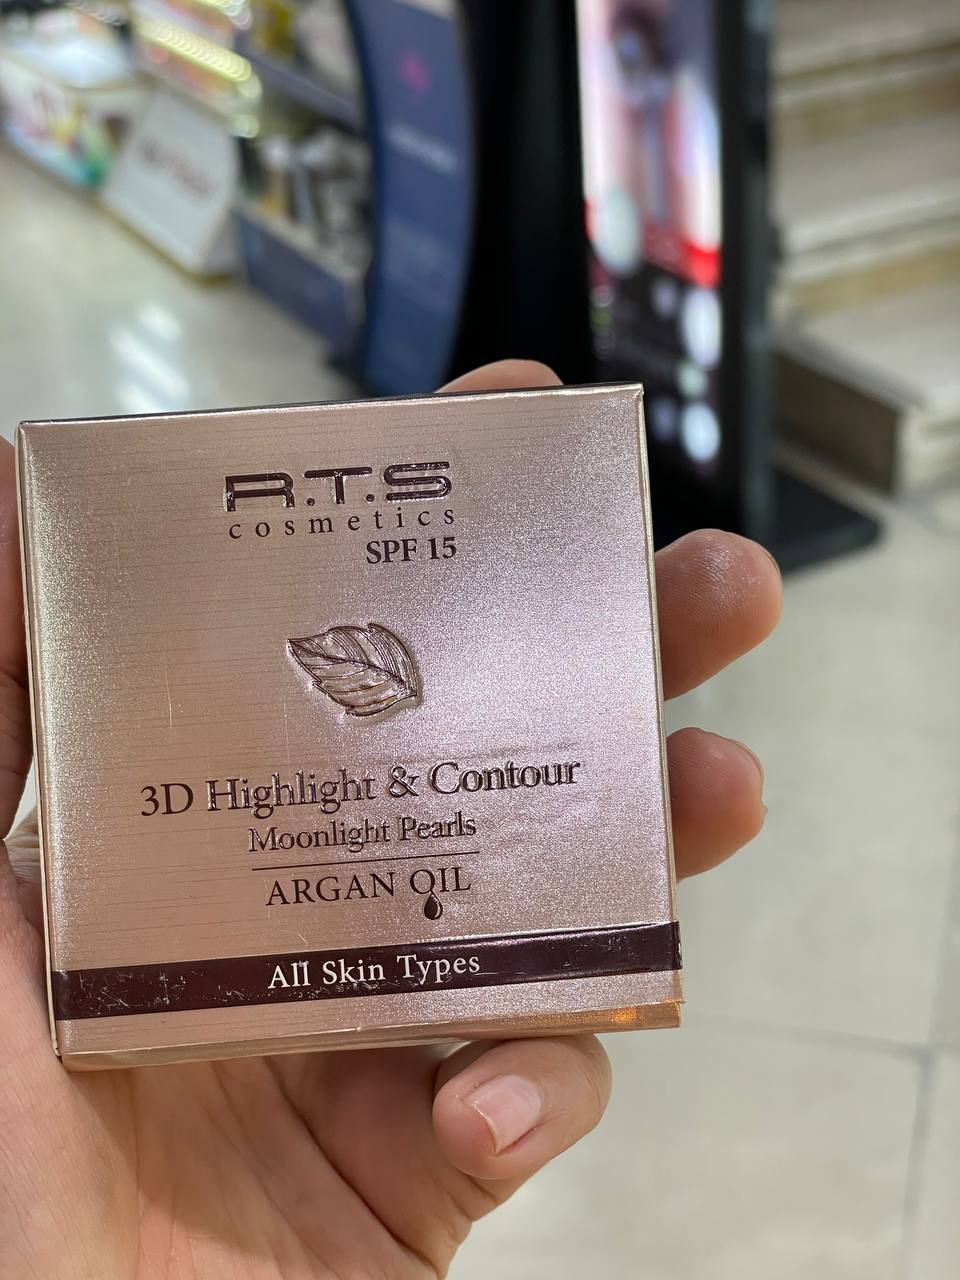 R.T.S
cosmetics
SPF 15
3D Highlight & Contour
Moonlight Pearls
ARGAN OIL
All Skin Types